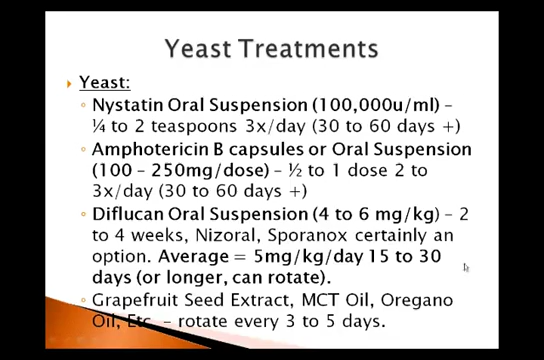 Yeast Treatments
Yeast:
Nystatin Oral Suspension (100,000u/ml) –
¼ to 2 teaspoons 3x/day (30 to 60 days +)
Amphotericin B capsules or Oral Suspension
(100 – 250mg/dose) – ½ to 1 dose 2 to
3x/day (30 to 60 days +)
Diflucan Oral Suspension (4 to 6 mg/kg) – 2
to 4 weeks, Nizoral, Sporanox certainly an
option. Average = 5mg/kg/day 15 to 30
days (or longer, can rotate).
Grapefruit Seed Extract, MCT Oil, Oregano
Oil, Etc. – rotate every 3 to 5 days.